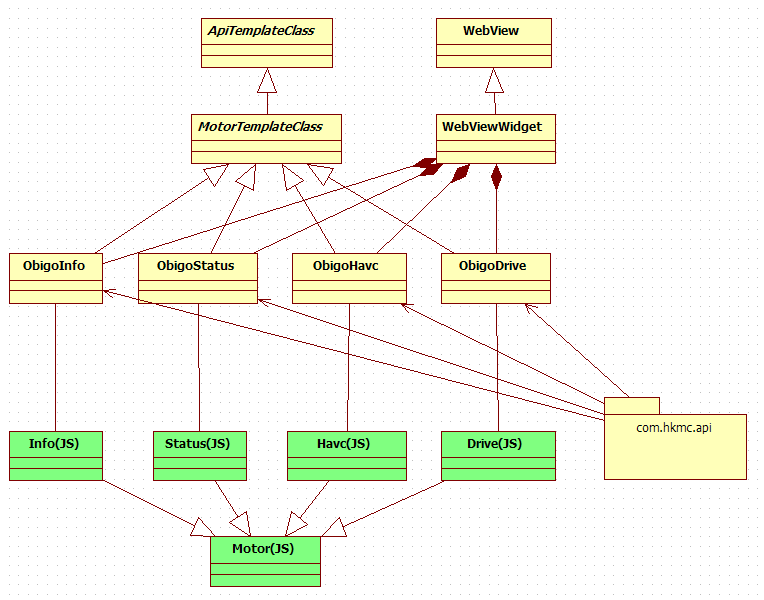 ApiTemplateClass
WebView
MotorTemplateClass
WebViewWidget
ObigoInfo
ObigoStatus
ObigoHavc
ObigoDrive
com.hkmc.api
Info(JS)
Status(JS)
Havc(JS)
Drive(JS)
Motor(JS)